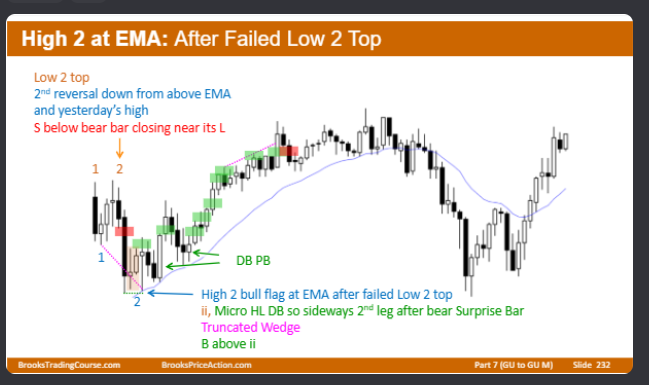 High 2 at EMA: After Failed Low 2 Top
Low 2 top
2nd reversal down from above EMA
and yesterday's high
S below bear bar closing near its L
1 2
1
DB PB
2
High 2 bull flag at EMA after failed Low 2 top
ii, Micro HL DB so sideways 2nd leg after bear Surprise Bar
Truncated Wedge
B above ii
BrooksTradingCourse.com BrooksPriceAction.com Part 7 (GU to GU M) Slide 232